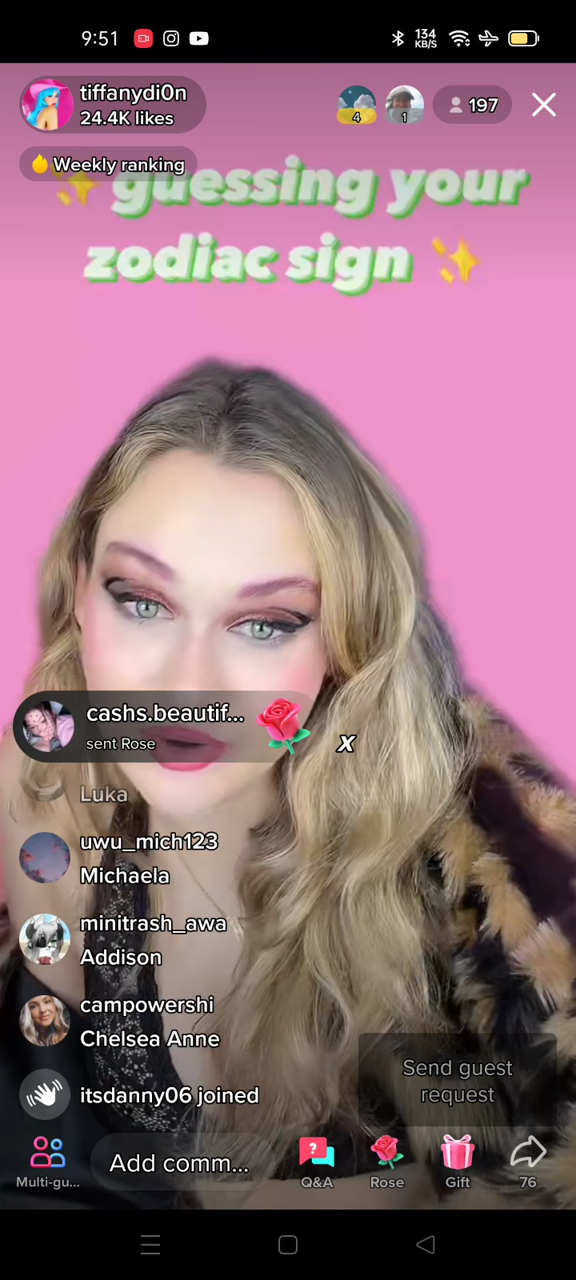 9:51
134
KB/S
tiffanydi0n
24.4K likes
4
1
197
Weekly ranking
guessing your
zodiac sign
cashs.beautif...
sent Rose
x
Luka
uwu_mich123
Michaela
minitrash_awa
Addison
campowershi
Chelsea Anne
itsdanny06 joined
Send guest
request
Add comm...
Multi-gu...
Q&A
Rose
Gift
76